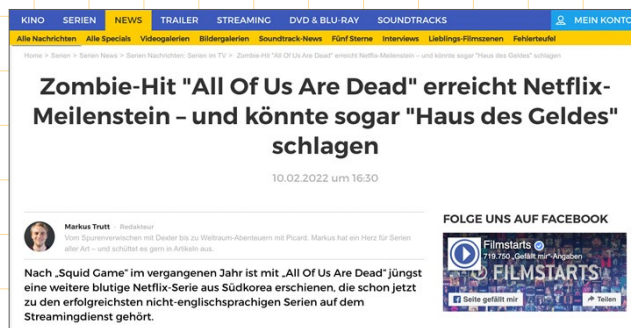 KINO SERIEN NEWS TRAILER STREAMING DVD & BLU-RAY SOUNDTRACKS MEIN KONTO
Alle Nachrichten Alle Specials Videogalerien Bildergalerien Soundtrack-News Fünf Sterne Interviews Lieblings-Filmszenen Fehlerteufel
Home > Serien > Serien News > Serien Nachrichten: Serien im TV > Zombie-Hit "All Of Us Are Dead" erreicht Netflix-Meilenstein – und könnte sogar "Haus des Geldes" schlagen
Zombie-Hit "All Of Us Are Dead" erreicht Netflix-
Meilenstein – und könnte sogar "Haus des Geldes"
schlagen
10.02.2022 um 16:30
Markus Trutt - Redakteur
Vom Spurenverwischen mit Dexter bis zu Weltraum-Abenteuern mit Picard. Markus hat ein Herz für Serien
aller Art – und schüttet es gern in Artikeln aus.
Nach „Squid Game" im vergangenen Jahr ist mit „All Of Us Are Dead" jüngst
eine weitere blutige Netflix-Serie aus Südkorea erschienen, die schon jetzt
zu den erfolgreichsten nicht-englischsprachigen Serien auf dem
Streamingdienst gehört.
FOLGE UNS AUF FACEBOOK
Filmstarts
719.750 „Gefällt mir"-Angaben
FILMSTARTS
Seite gefällt mir
Teilen